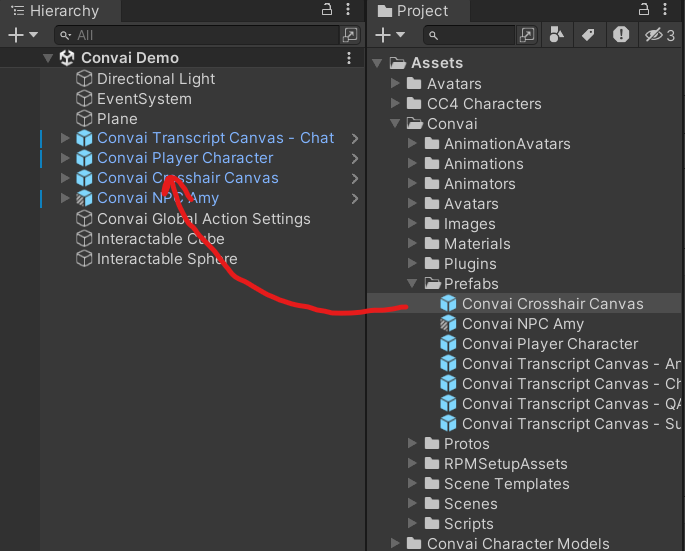 Hierarchy
All
Convai Demo
Directional Light
EventSystem
Plane
Convai Transcript Canvas - Chat
Convai Player Character
Convai Crosshair Canvas
Convai NPC Amy
Convai Global Action Settings
Interactable Cube
Interactable Sphere
Project
3
Assets
Avatars
CC4 Characters
Convai
AnimationAvatars
Animations
Animators
Avatars
Images
Materials
Plugins
Prefabs
Convai Crosshair Canvas
Convai NPC Amy
Convai Player Character
Convai Transcript Canvas - An
Convai Transcript Canvas - Ch
Convai Transcript Canvas - QA
Convai Transcript Canvas - Su
Protos
RPMSetupAssets
Scene Templates
Scenes
Scripts
Convai Character Models